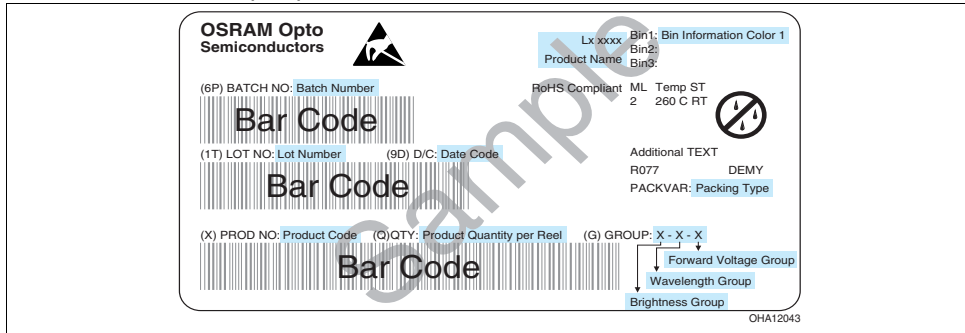 OSRAM Opto
Semiconductors
Lx xxxx
Product Name
Bin1: Bin Information Color 1
Bin2:
Bin3:
(6P) BATCH NO: Batch Number
Bar Code
RoHS Compliant
ML Temp ST
2 260 C RT
(1T) LOT NO: Lot Number (9D) D/C: Date Code
Bar Code
Additional TEXT
R077 DEMY
PACKVAR: Packing Type
(X) PROD NO: Product Code (Q)QTY: Product Quantity per Reel (G) GROUP: X - X - X
Bar Code
Forward Voltage Group
Wavelength Group
Brightness Group
Sample
OHA12043